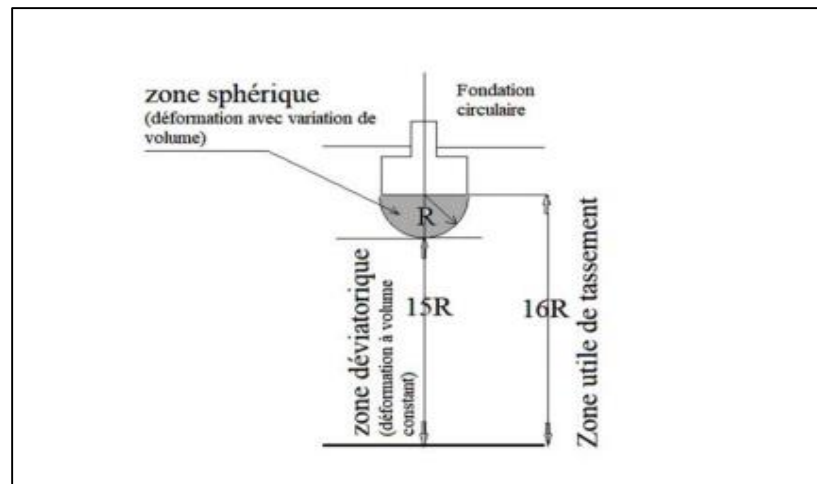 zone sphérique
(déformation avec variation de
volume)
Fondation
circulaire
R
zone déviatorique
(déformation à volume
constant)
15R
16R
Zone utile de tassement